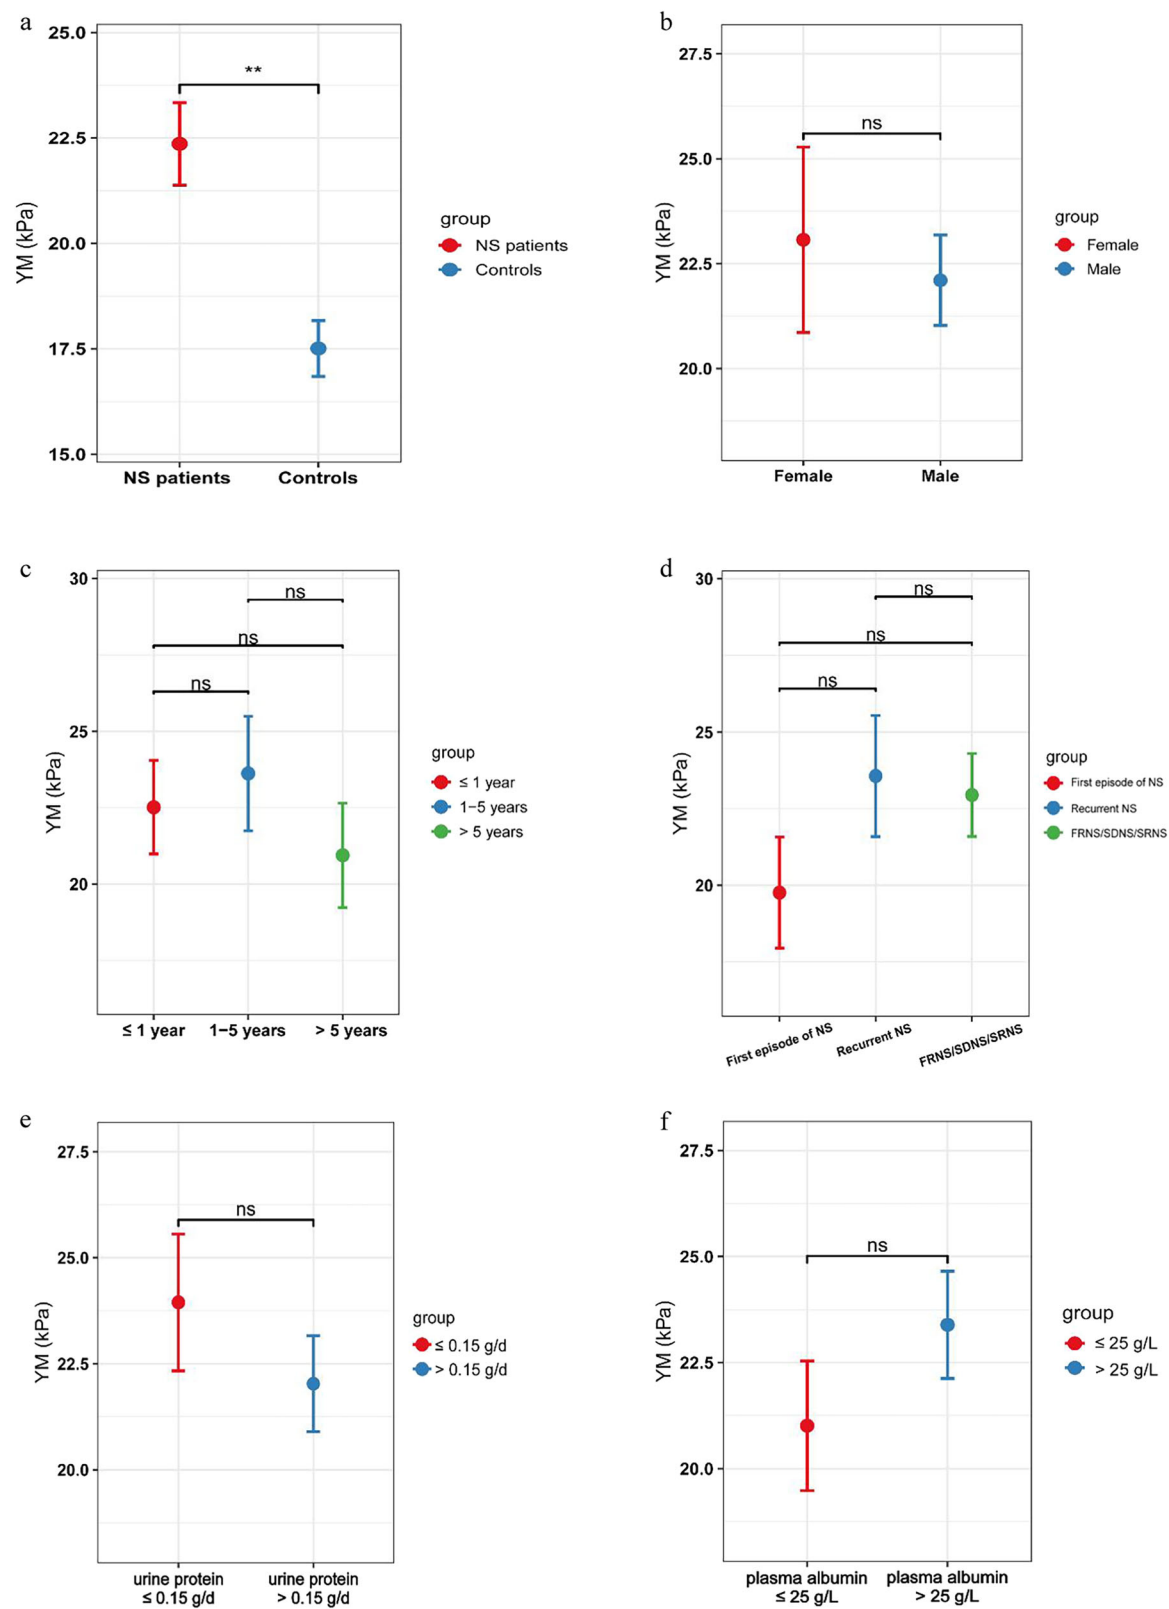 a
25.0
22.5
20.0
17.5
15.0
YM (kPa)
**
NS patients
Controls
group
NS patients
Controls
b
27.5
25.0
22.5
20.0
YM (kPa)
ns
Female
Male
group
Female
Male
c
30
25
20
YM (kPa)
ns
ns
ns
≤ 1 year
1−5 years
> 5 years
group
≤ 1 year
1−5 years
> 5 years
d
30
25
20
YM (kPa)
ns
ns
ns
First episode of NS
Recurrent NS
FRNS/SDNS/SRNS
group
First episode of NS
Recurrent NS
FRNS/SDNS/SRNS
e
27.5
25.0
22.5
20.0
YM (kPa)
ns
urine protein
≤ 0.15 g/d
urine protein
> 0.15 g/d
group
≤ 0.15 g/d
> 0.15 g/d
f
27.5
25.0
22.5
20.0
YM (kPa)
ns
plasma albumin
≤ 25 g/L
plasma albumin
> 25 g/L
group
≤ 25 g/L
> 25 g/L